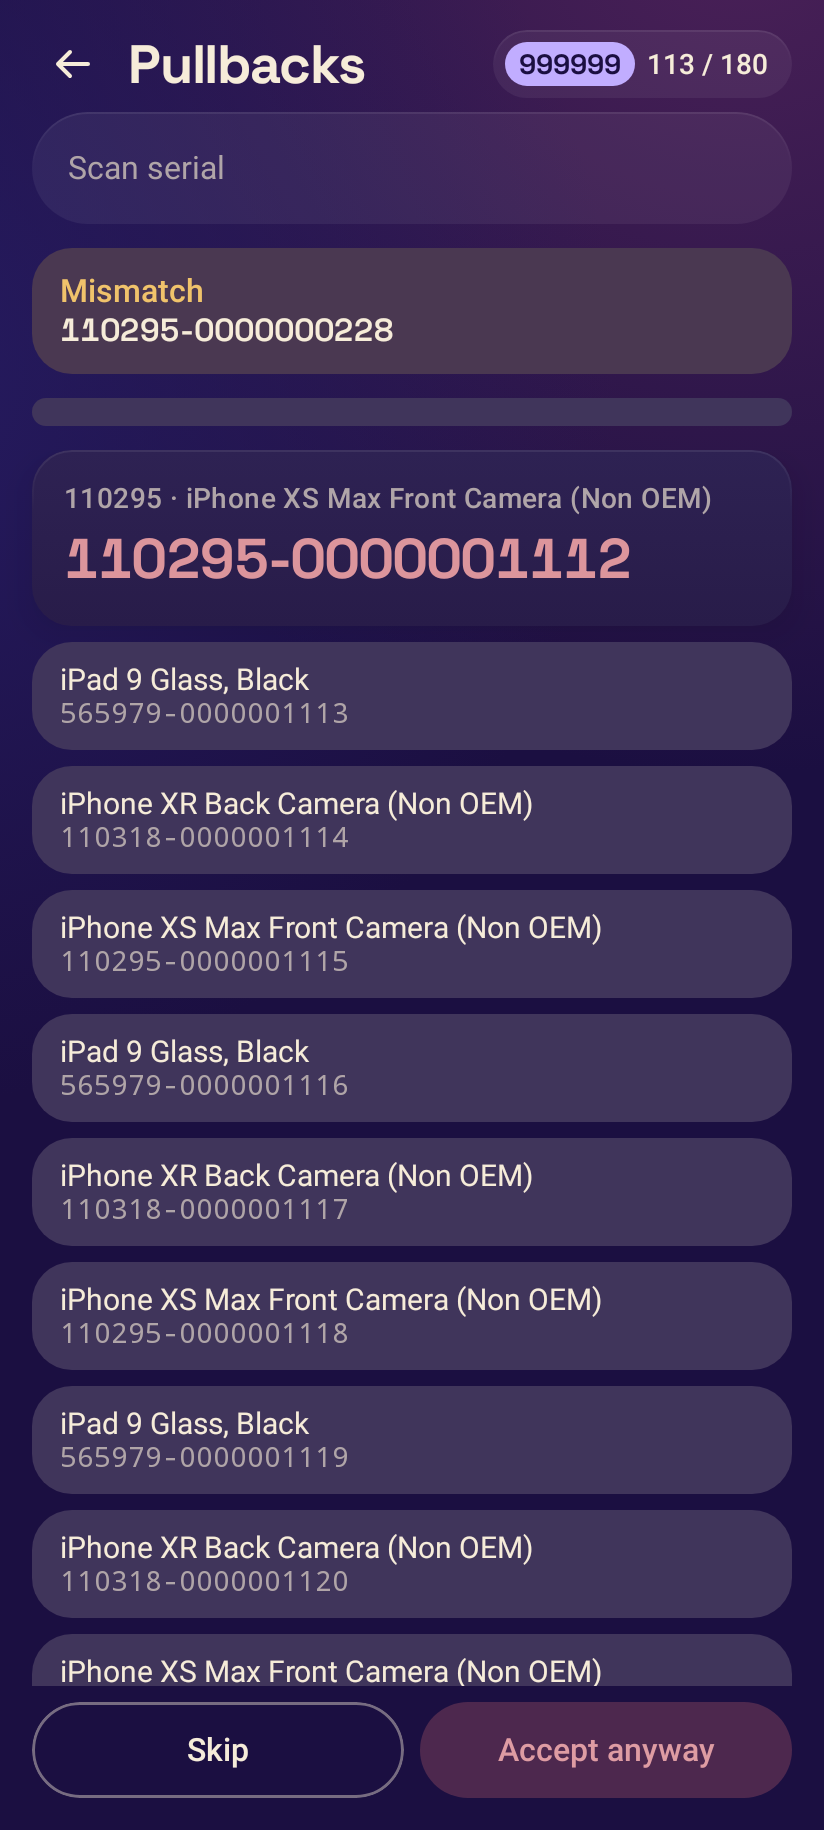 Pullbacks
999999 113 / 180
Scan serial
Mismatch
110295-0000000228
110295 · iPhone XS Max Front Camera (Non OEM)
110295-0000001112
iPad 9 Glass, Black
565979-0000001113
iPhone XR Back Camera (Non OEM)
110318-0000001114
iPhone XS Max Front Camera (Non OEM)
110295-0000001115
iPad 9 Glass, Black
565979-0000001116
iPhone XR Back Camera (Non OEM)
110318-0000001117
iPhone XS Max Front Camera (Non OEM)
110295-0000001118
iPad 9 Glass, Black
565979-0000001119
iPhone XR Back Camera (Non OEM)
110318-0000001120
iPhone XS Max Front Camera (Non OEM)
Skip
Accept anyway